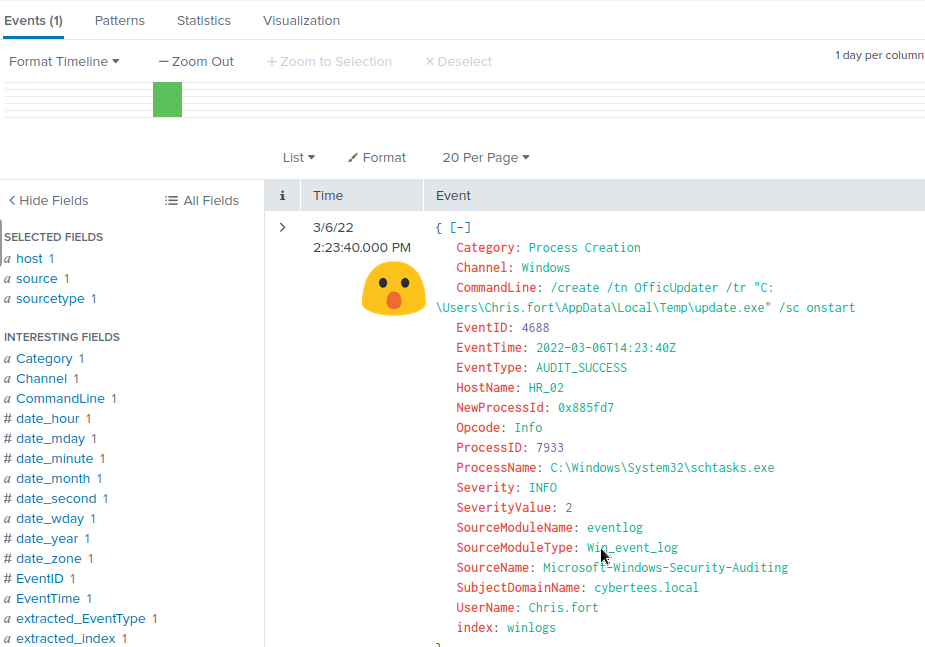 Events (1) Patterns Statistics Visualization
Format Timeline — Zoom Out + Zoom to Selection × Deselect 1 day per column
List Format 20 Per Page
Hide Fields All Fields
i Time Event
SELECTED FIELDS
a host 1
a source 1
a sourcetype 1
INTERESTING FIELDS
a Category 1
a Channel 1
a CommandLine 1
# date_hour 1
# date_mday 1
# date_minute 1
a date_month 1
# date_second 1
a date_wday 1
# date_year 1
# date_zone 1
# EventID 1
a EventTime 1
a extracted_EventType 1
a extracted_index 1
3/6/22
2:23:40.000 PM
{ [-]
Category: Process Creation
Channel: Windows
CommandLine: /create /tn OfficUpdater /tr "C:
\Users\Chris.fort\AppData\Local\Temp\update.exe" /sc onstart
EventID: 4688
EventTime: 2022-03-06T14:23:40Z
EventType: AUDIT_SUCCESS
HostName: HR_02
NewProcessId: 0x885fd7
Opcode: Info
ProcessID: 7933
ProcessName: C:\Windows\System32\schtasks.exe
Severity: INFO
SeverityValue: 2
SourceModuleName: eventlog
SourceModuleType: Win_event_log
SourceName: Microsoft-Windows-Security-Auditing
SubjectDomainName: cybertees.local
UserName: Chris.fort
index: winlogs
}